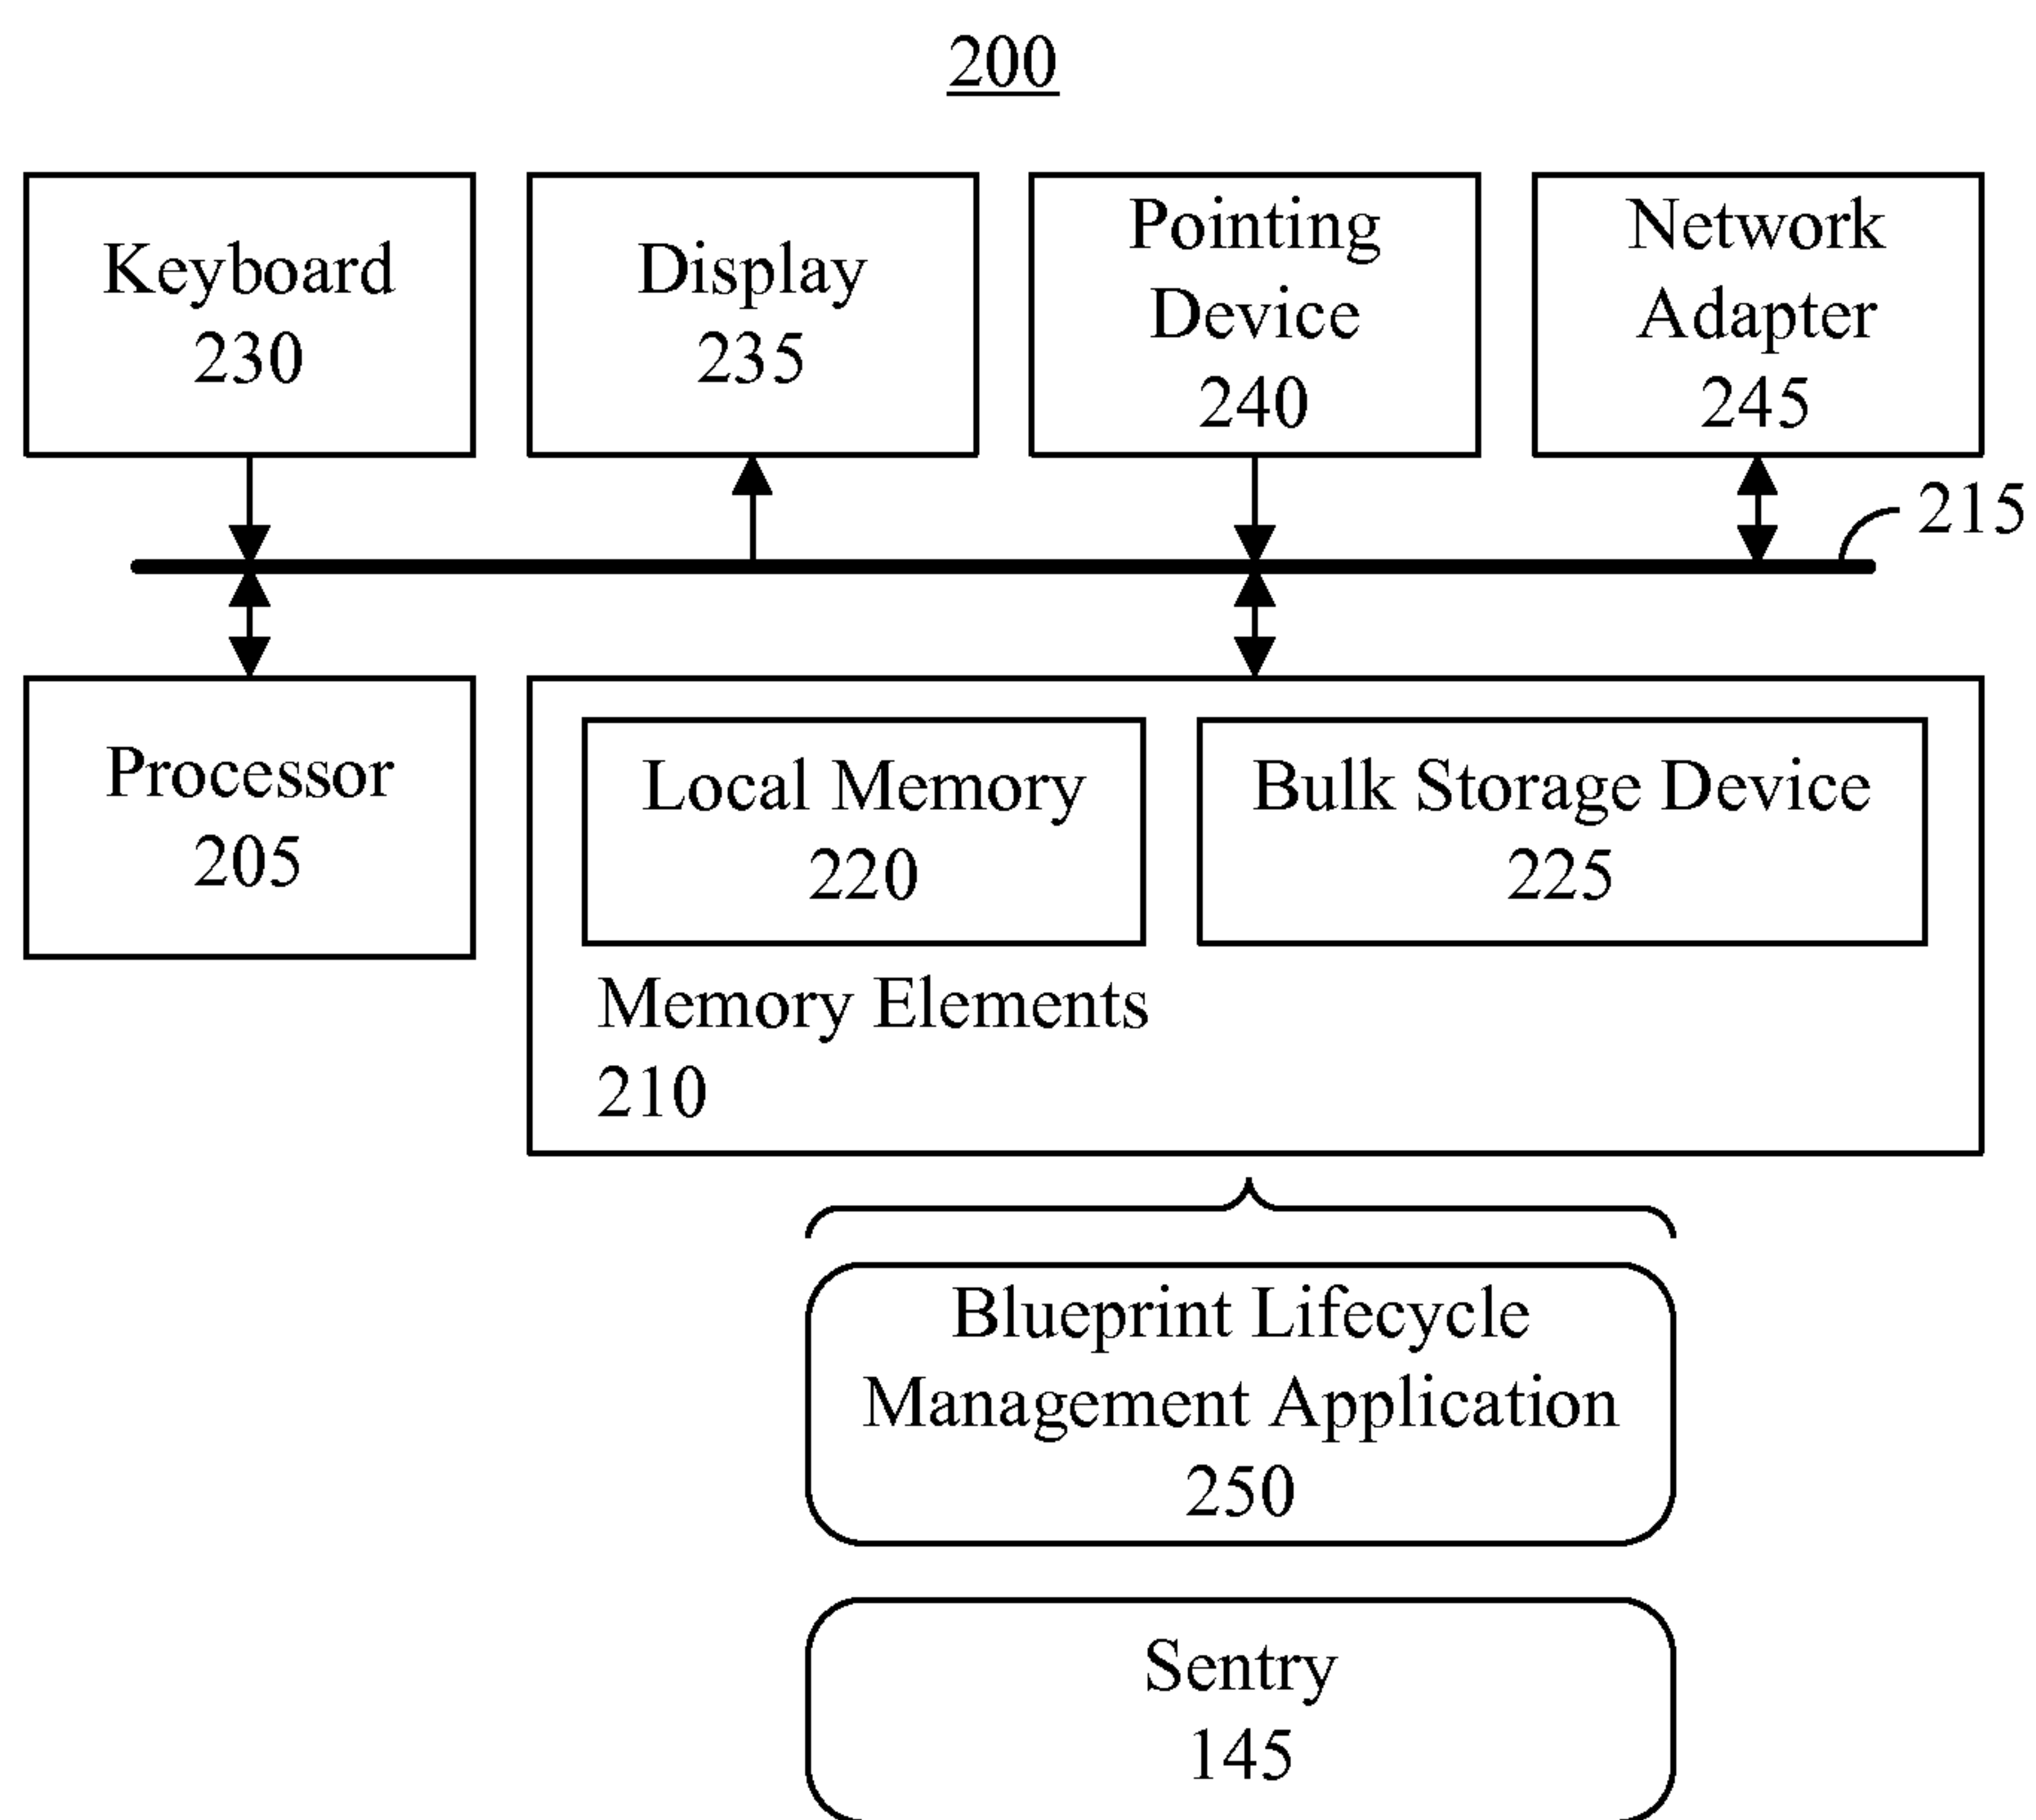 200
Keyboard
230
Display
235
Pointing
Device
240
Network
Adapter
245
215
Processor
205
Local Memory
220
Bulk Storage Device
225
Memory Elements
210
Blueprint Lifecycle
Management Application
250
Sentry
145